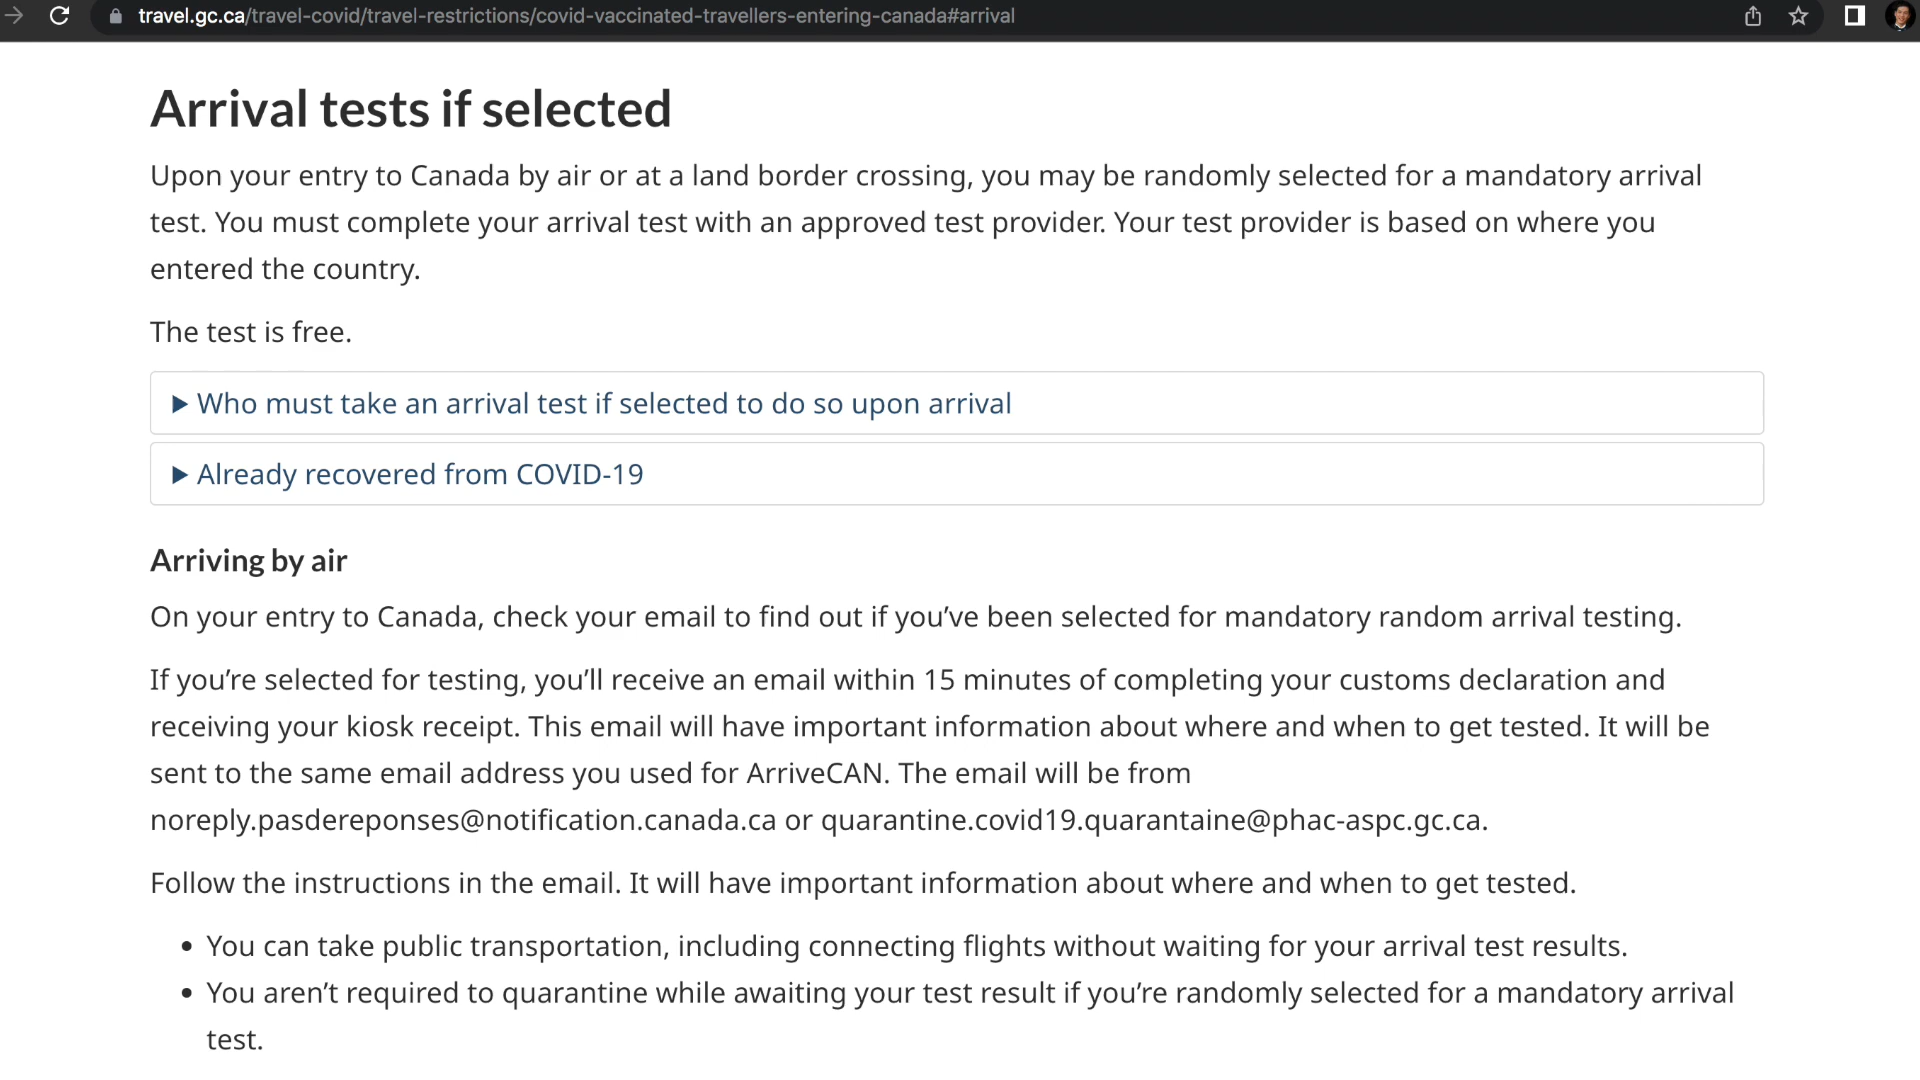 travel.gc.ca/travel-covid/travel-restrictions/covid-vaccinated-travellers-entering-canada#arrival
Arrival tests if selected
Upon your entry to Canada by air or at a land border crossing, you may be randomly selected for a mandatory arrival
test. You must complete your arrival test with an approved test provider. Your test provider is based on where you
entered the country.
The test is free.
Who must take an arrival test if selected to do so upon arrival
Already recovered from COVID-19
Arriving by air
On your entry to Canada, check your email to find out if you’ve been selected for mandatory random arrival testing.
If you’re selected for testing, you’ll receive an email within 15 minutes of completing your customs declaration and
receiving your kiosk receipt. This email will have important information about where and when to get tested. It will be
sent to the same email address you used for ArriveCAN. The email will be from
noreply.pasdereponses@notification.canada.ca or quarantine.covid19.quarantaine@phac-aspc.gc.ca.
Follow the instructions in the email. It will have important information about where and when to get tested.
• You can take public transportation, including connecting flights without waiting for your arrival test results.
• You aren’t required to quarantine while awaiting your test result if you’re randomly selected for a mandatory arrival
test.